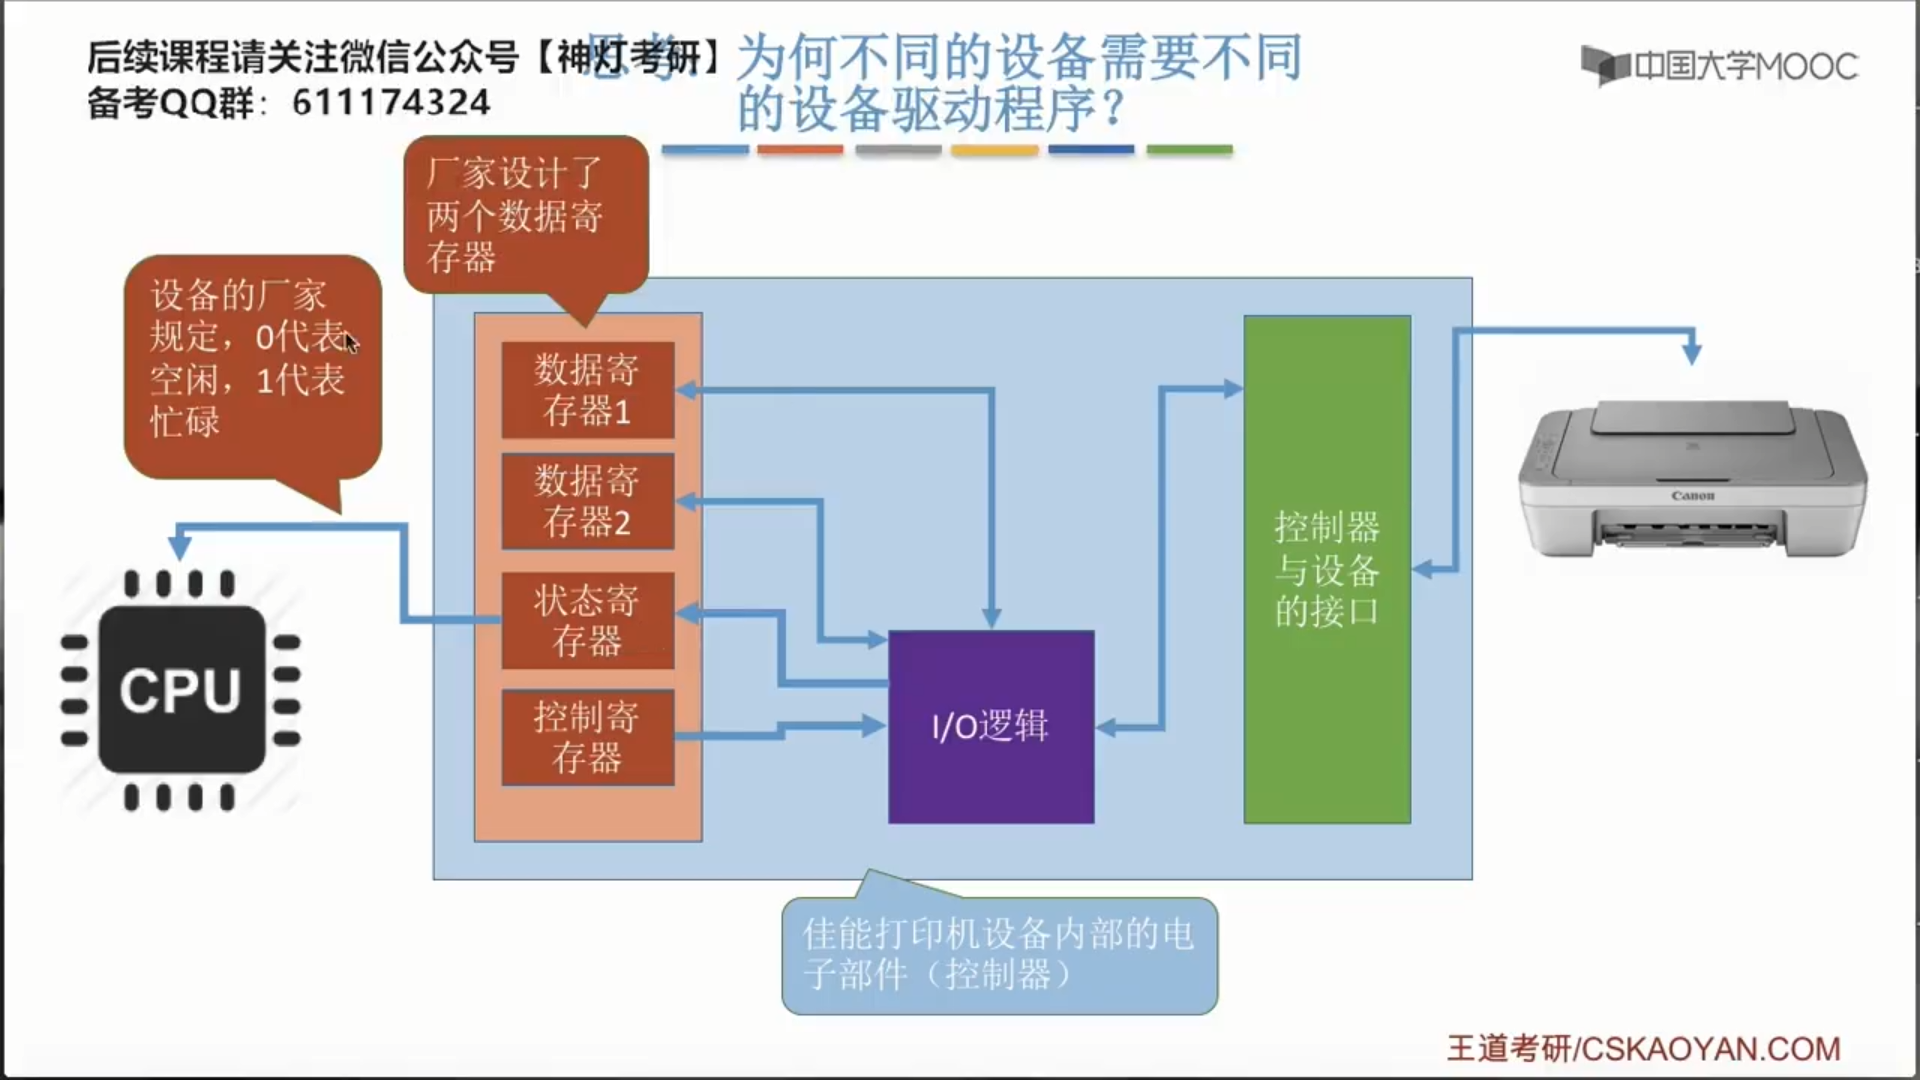 后续课程请关注微信公众号【神灯考研】
备考QQ群：611174324
思考：为何不同的设备需要不同
的设备驱动程序？
中国大学MOOC
厂家设计了
两个数据寄
存器
设备的厂家
规定，0代表
空闲，1代表
忙碌
数据寄
存器1
数据寄
存器2
状态寄
存器
控制寄
存器
CPU
I/O逻辑
控制器
与设备
的接口
Canon
佳能打印机设备内部的电
子部件（控制器）
王道考研/CSKAOYAN.COM